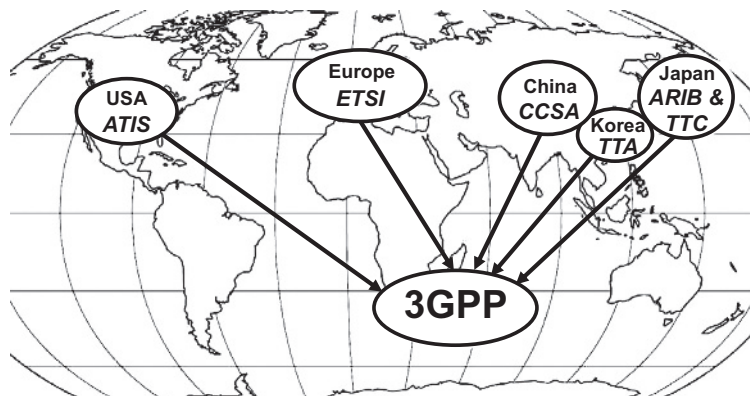 USA
ATIS
Europe
ETSI
China
CCSA
Korea
TTA
Japan
ARIB &
TTC
3GPP